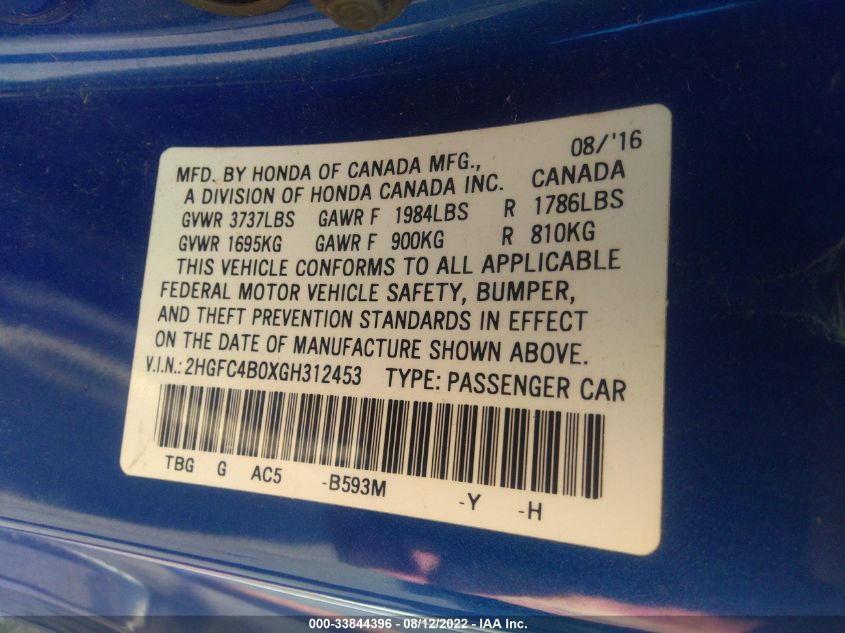 08/'16
MFD. BY HONDA OF CANADA MFG.,
A DIVISION OF HONDA CANADA INC. CANADA
GVWR 3737LBS GAWR F 1984LBS R 1786LBS
GVWR 1695KG GAWR F 900KG R 810KG
THIS VEHICLE CONFORMS TO ALL APPLICABLE
FEDERAL MOTOR VEHICLE SAFETY, BUMPER,
AND THEFT PREVENTION STANDARDS IN EFFECT
ON THE DATE OF MANUFACTURE SHOWN ABOVE.
V.I.N.: 2HGFC4B0XGH312453 TYPE: PASSENGER CAR
TBG G AC5 -B593M -Y -H
000-33844396 - 08/12/2022 - IAA Inc.